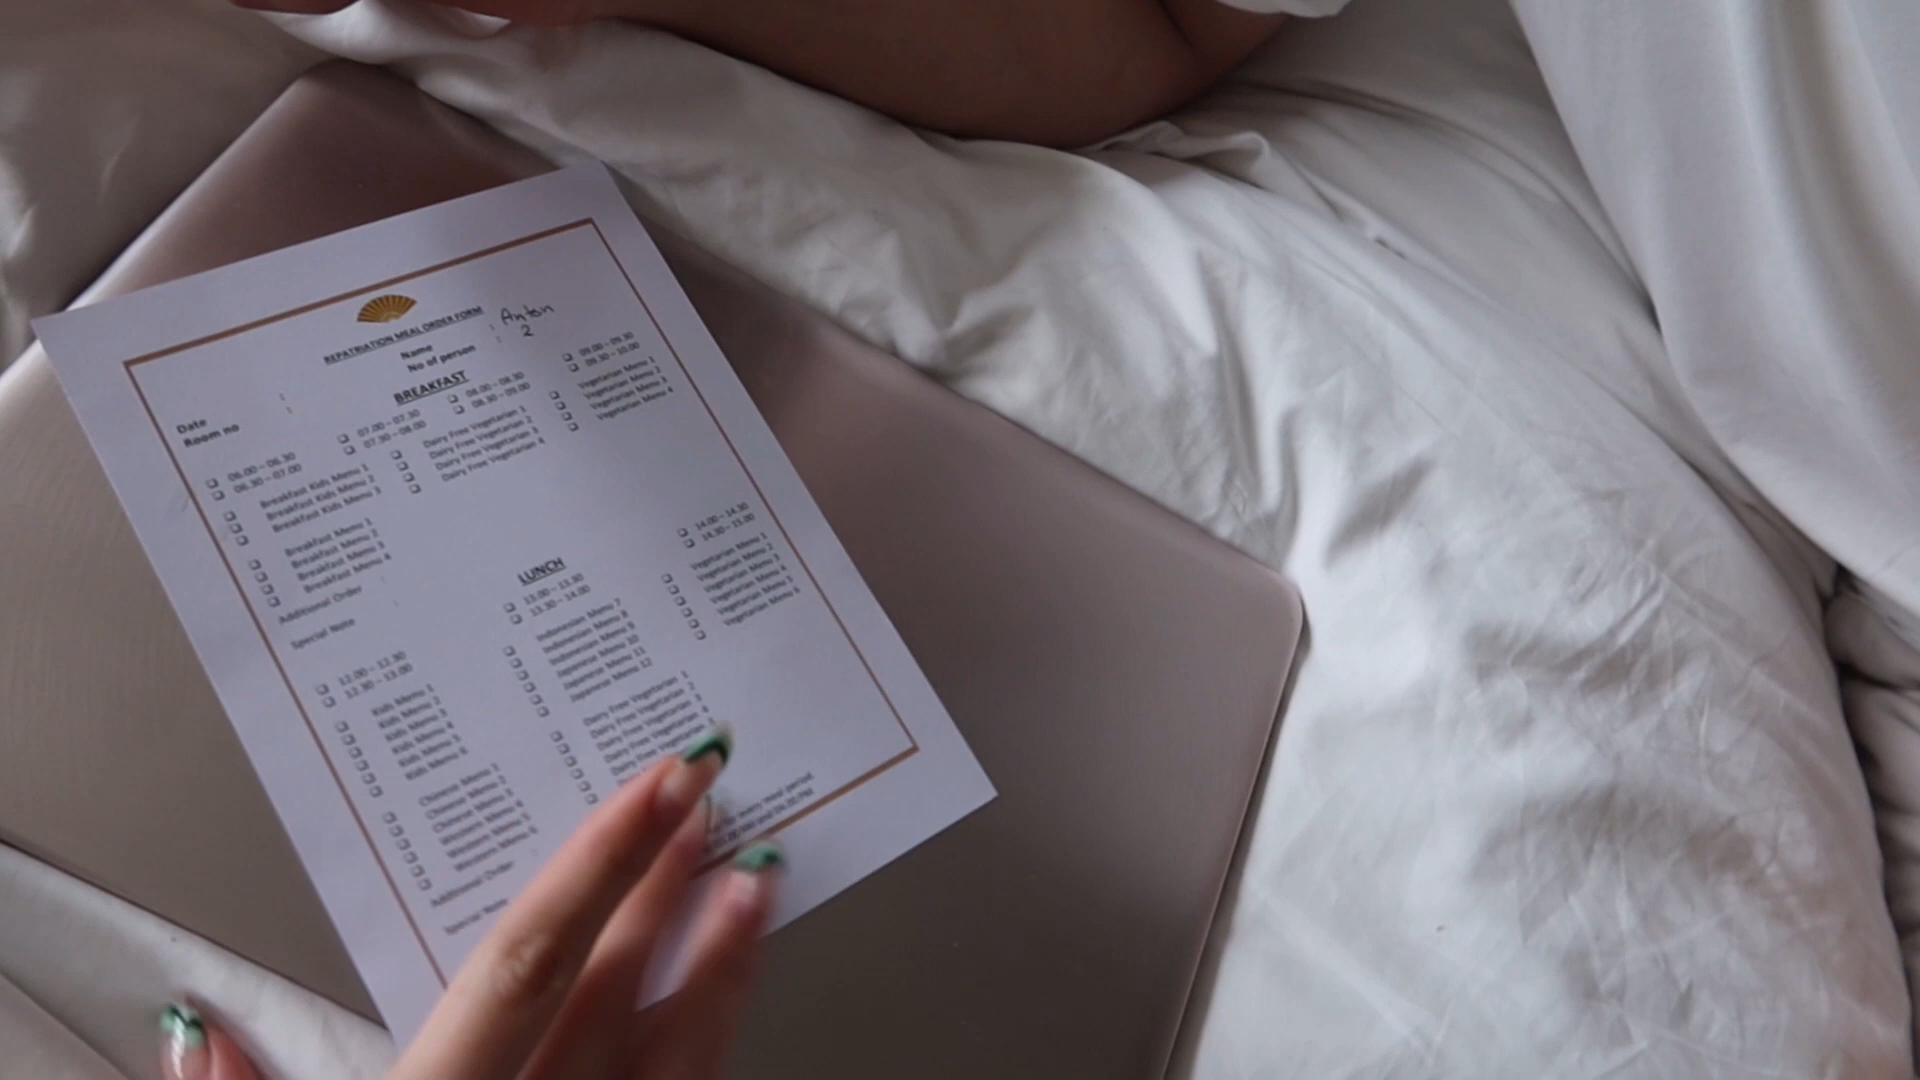 REPATRIATION MEAL ORDER FORM
Name : Anton
No of person : 2
Date :
Room no :
BREAKFAST
06.00 – 06.30
06.30 – 07.00
07.00 – 07.30
07.30 – 08.00
08.00 – 08.30
08.30 – 09.00
09.00 – 09.30
09.30 – 10.00
Breakfast Kids Menu 1
Breakfast Kids Menu 2
Breakfast Kids Menu 3
Breakfast Menu 1
Breakfast Menu 2
Breakfast Menu 3
Breakfast Menu 4
Dairy Free Vegetarian 1
Dairy Free Vegetarian 2
Dairy Free Vegetarian 3
Dairy Free Vegetarian 4
Vegetarian Menu 1
Vegetarian Menu 2
Vegetarian Menu 3
Vegetarian Menu 4
Additional Order :
Special Note :
LUNCH
12.00 – 12.30
12.30 – 13.00
13.00 – 13.30
13.30 – 14.00
14.00 – 14.30
14.30 – 15.00
Kids Menu 1
Kids Menu 2
Kids Menu 3
Kids Menu 4
Kids Menu 5
Kids Menu 6
Chinese Menu 1
Chinese Menu 2
Chinese Menu 3
Western Menu 4
Western Menu 5
Western Menu 6
Indonesian Menu 7
Indonesian Menu 8
Indonesian Menu 9
Japanese Menu 10
Japanese Menu 11
Japanese Menu 12
Dairy Free Vegetarian 1
Dairy Free Vegetarian 2
Dairy Free Vegetarian 3
Dairy Free Vegetarian 4
Dairy Free Vegetarian
Vegetarian Menu 1
Vegetarian Menu 2
Vegetarian Menu 3
Vegetarian Menu 4
Vegetarian Menu 5
Vegetarian Menu 6
Additional Order :
Special Note
every meal period.